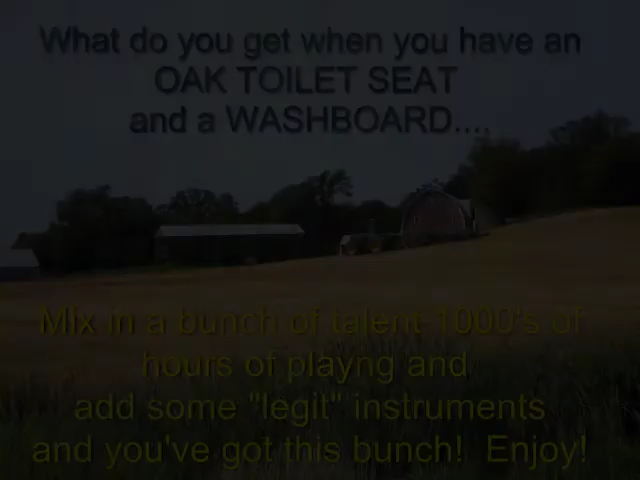 What do you get when you have an
OAK TOILET SEAT
and a WASHBOARD....
MIx in a bunch of talent 1000's of
hours of playng and
add some "legit" instruments
and you've got this bunch!  Enjoy!